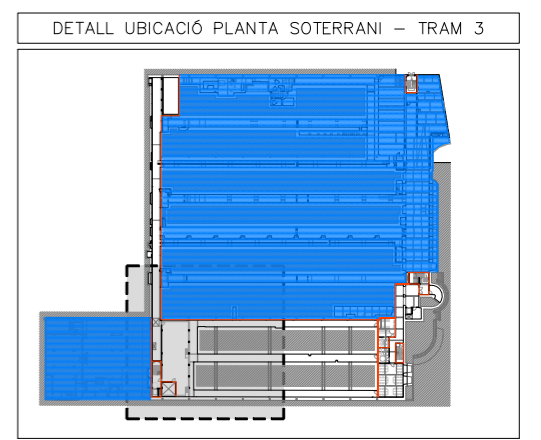 DETALL UBICACIÓ PLANTA SOTERRANI – TRAM 3